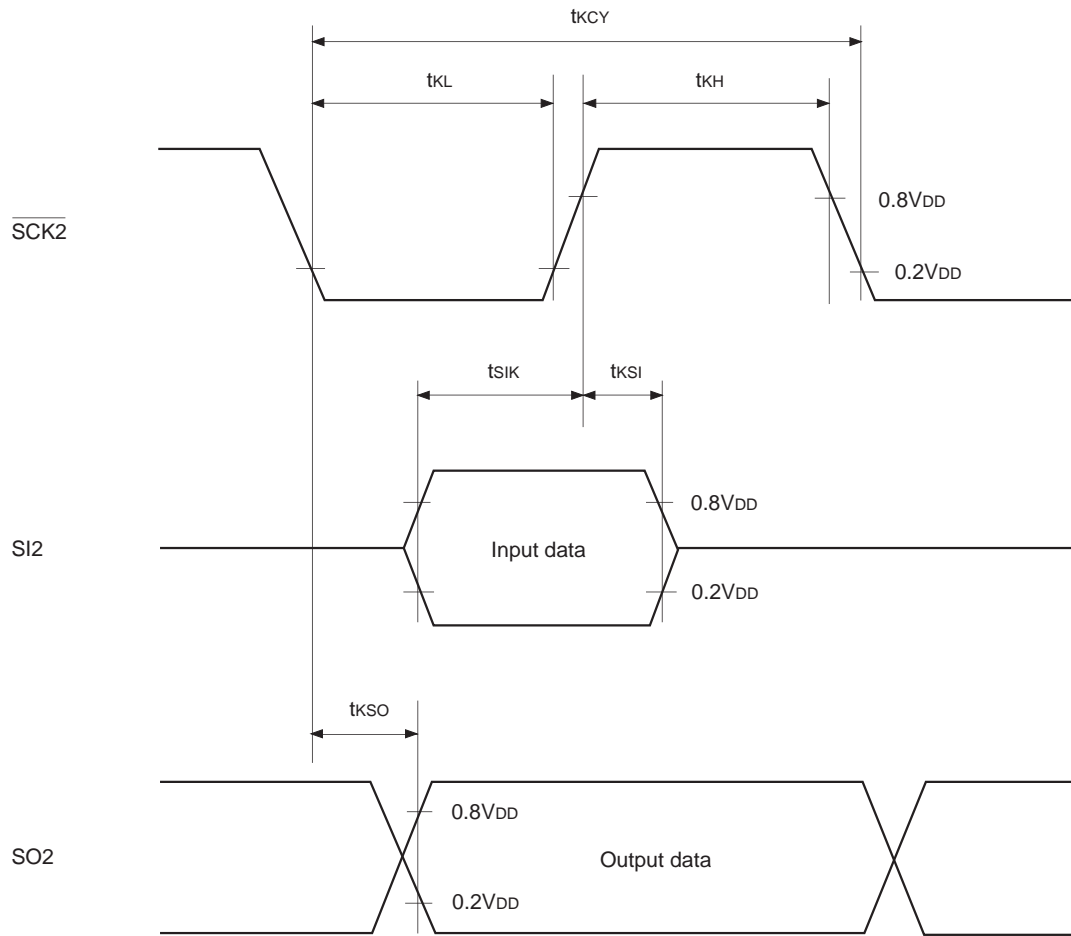 tKCY
tKL
tKH
0.8VDD
SCK2
0.2VDD
tSIK
tKSI
0.8VDD
SI2
Input data
0.2VDD
tKSO
0.8VDD
SO2
Output data
0.2VDD